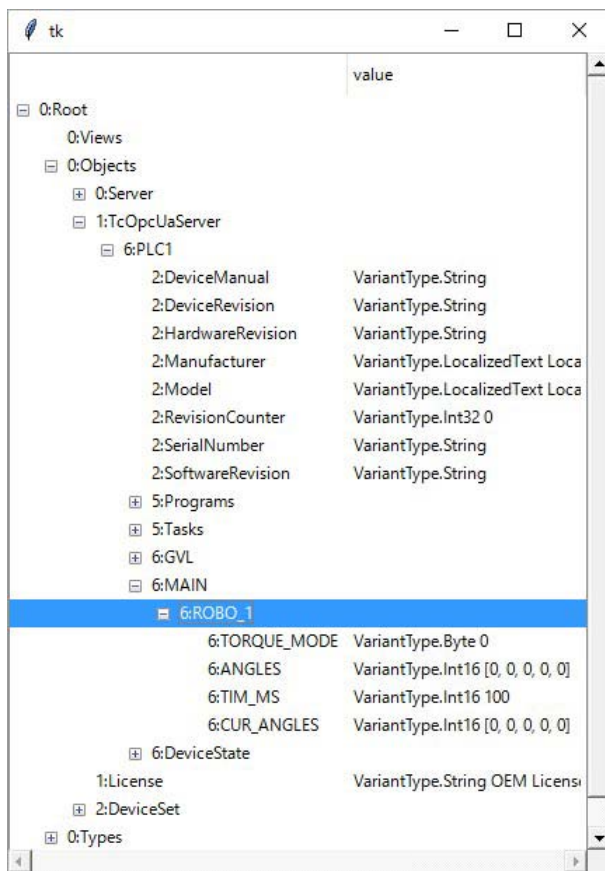 tk
value
0:Root
0:Views
0:Objects
0:Server
1:TcOpcUaServer
6:PLC1
2:DeviceManual VariantType.String
2:DeviceRevision VariantType.String
2:HardwareRevision VariantType.String
2:Manufacturer VariantType.LocalizedText Loca
2:Model VariantType.LocalizedText Loca
2:RevisionCounter VariantType.Int32 0
2:SerialNumber VariantType.String
2:SoftwareRevision VariantType.String
5:Programs
5:Tasks
6:GVL
6:MAIN
6:ROBO_1
6:TORQUE_MODE VariantType.Byte 0
6:ANGLES VariantType.Int16 [0, 0, 0, 0, 0]
6:TIM_MS VariantType.Int16 100
6:CUR_ANGLES VariantType.Int16 [0, 0, 0, 0, 0]
6:DeviceState
1:License VariantType.String OEM License
2:DeviceSet
0:Types